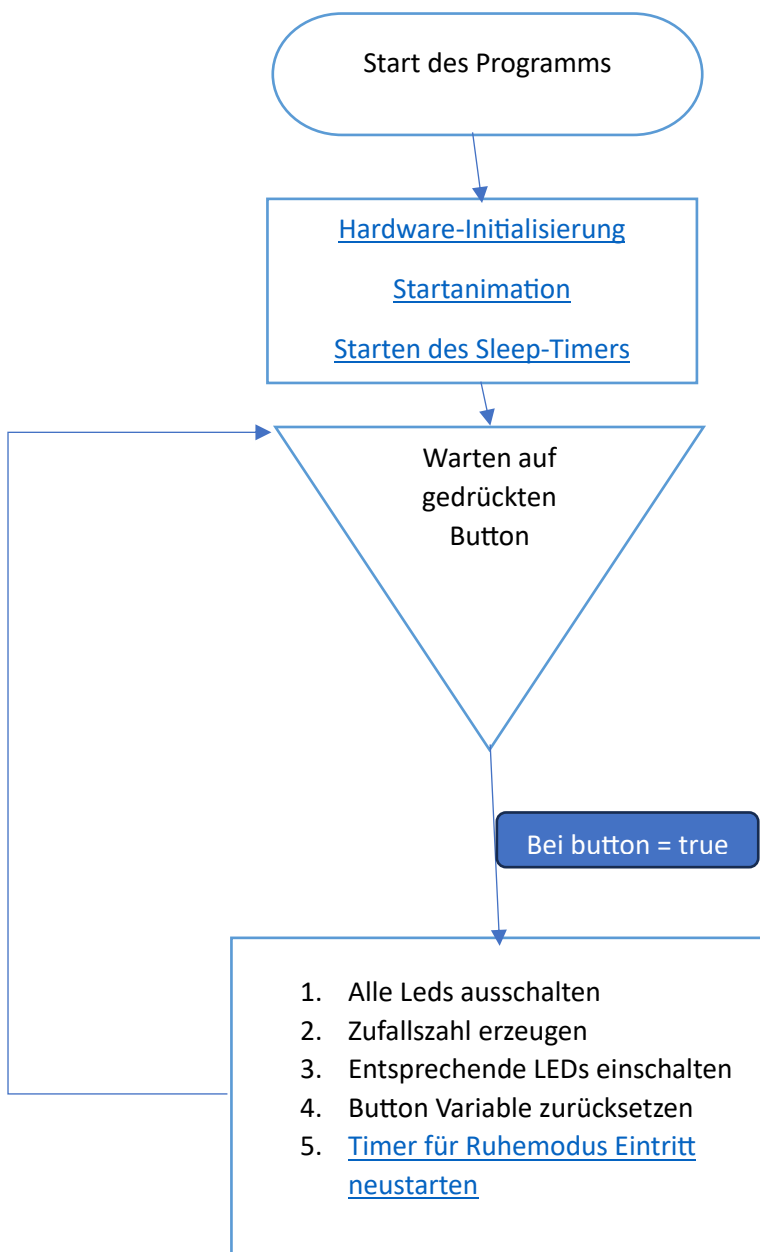 Start des Programms
Hardware-Initialisierung
Startanimation
Starten des Sleep-Timers
Warten auf
gedrückten
Button
Bei button = true
1. Alle Leds ausschalten
2. Zufallszahl erzeugen
3. Entsprechende LEDs einschalten
4. Button Variable zurücksetzen
5. Timer für Ruhemodus Eintritt
neustarten